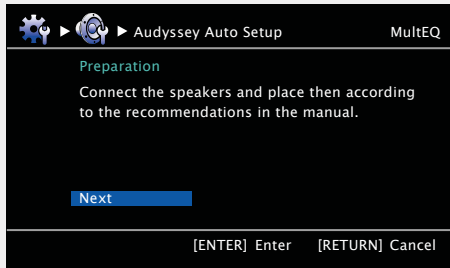 Audyssey Auto Setup MultEQ
Preparation
Connect the speakers and place then according
to the recommendations in the manual.
Next
[ENTER] Enter [RETURN] Cancel